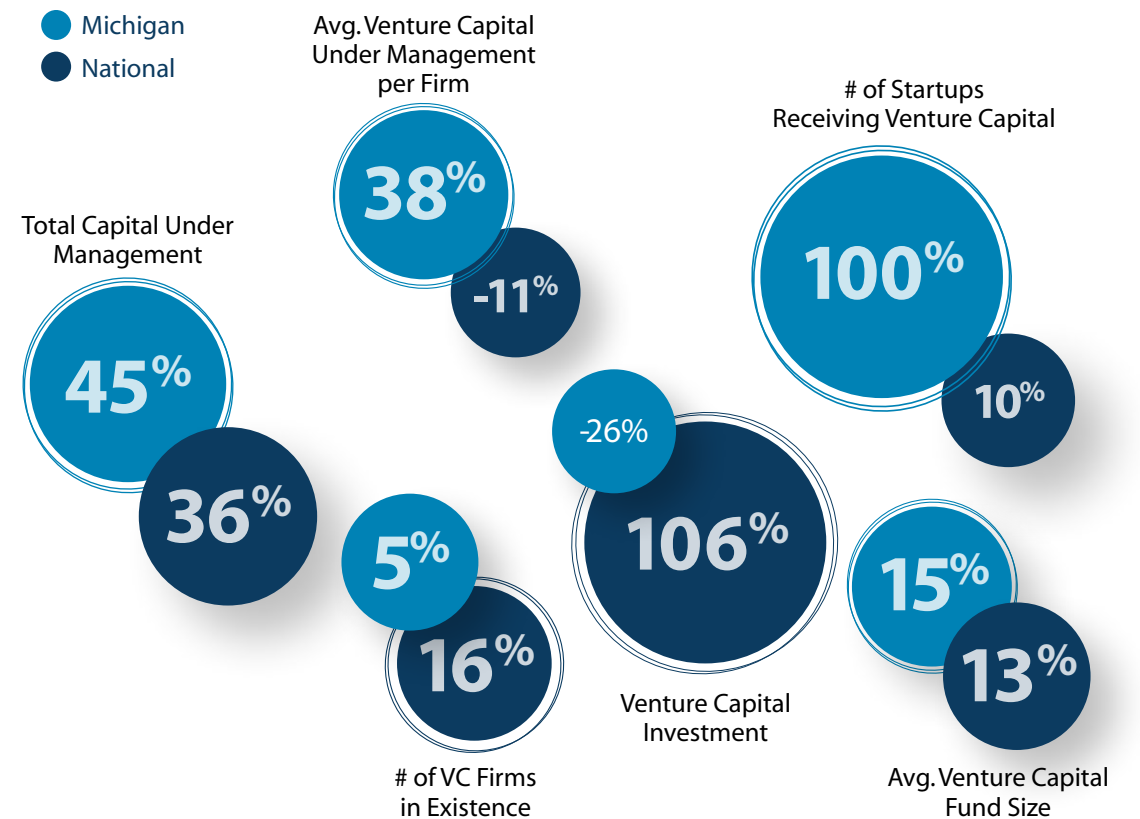 Michigan
National
Avg. Venture Capital
Under Management
per Firm
38%
-11%
# of Startups
Receiving Venture Capital
100%
10%
Total Capital Under
Management
45%
36%
5%
16%
# of VC Firms
in Existence
-26%
106%
Venture Capital
Investment
15%
13%
Avg. Venture Capital
Fund Size